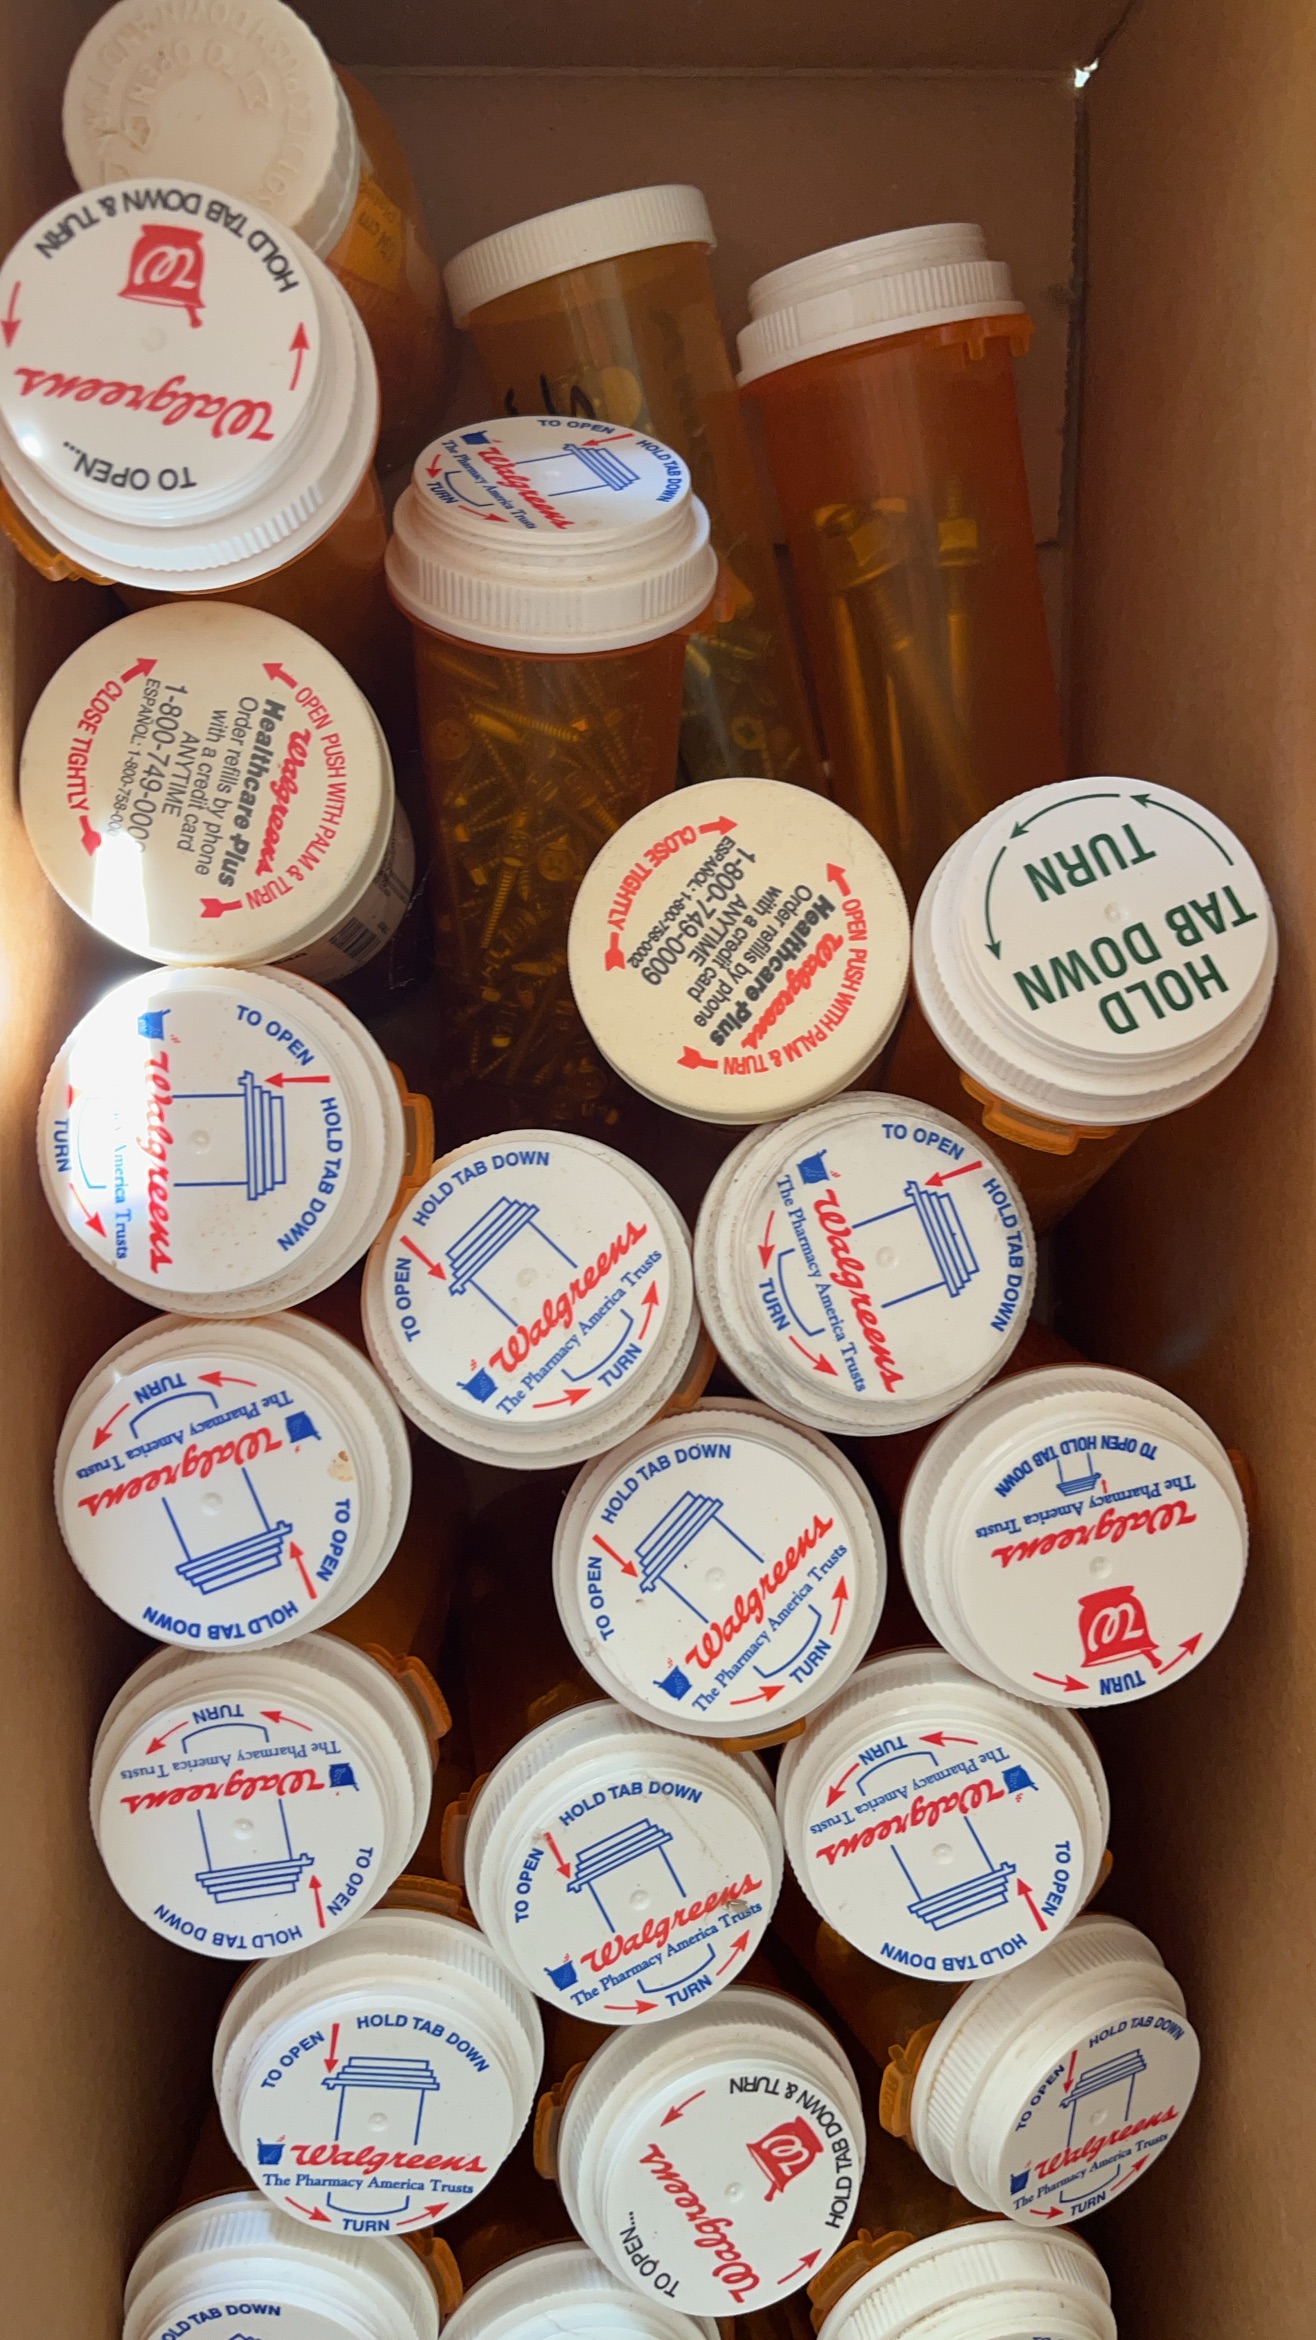 TO OPEN
HOLD TAB DOWN & TURN
Walgreens
TO OPEN...
TO OPEN
HOLD TAB DOWN
Walgreens
The Pharmacy America Trusts
TURN
OPEN PUSH WITH PALM & TURN
Walgreens
Healthcare Plus
Order refills by phone
with a credit card
ANYTIME
CLOSE TIGHTLY
OPEN PUSH WITH PALM & TURN
Walgreens
Healthcare Plus
Order refills by phone
with a credit card
ANYTIME
1-800-749-0009
ESPAÑOL: 1-800-758-0002
CLOSE TIGHTLY
HOLD
TAB DOWN
TURN
TO OPEN
HOLD TAB DOWN
Walgreens
America Trusts
TURN
TO OPEN
HOLD TAB DOWN
Walgreens
The Pharmacy America Trusts
TURN
TO OPEN
HOLD TAB DOWN
Walgreens
The Pharmacy America Trusts
TURN
TO OPEN
HOLD TAB DOWN
Walgreens
The Pharmacy America Trusts
TURN
TO OPEN
HOLD TAB DOWN
Walgreens
The Pharmacy America Trusts
TURN
TURN
Walgreens
The Pharmacy America Trusts
TO OPEN HOLD TAB DOWN
TO OPEN
HOLD TAB DOWN
Walgreens
The Pharmacy America Trusts
TURN
TO OPEN
HOLD TAB DOWN
Walgreens
The Pharmacy America Trusts
TURN
TO OPEN
HOLD TAB DOWN
Walgreens
The Pharmacy America Trusts
TURN
TO OPEN
HOLD TAB DOWN
Walgreens
The Pharmacy America Trusts
TURN
TO OPEN...
Walgreens
HOLD TAB DOWN & TURN
TO OPEN
HOLD TAB DOWN
Walgreens
The Pharmacy America Trusts
TURN
TAB DOWN